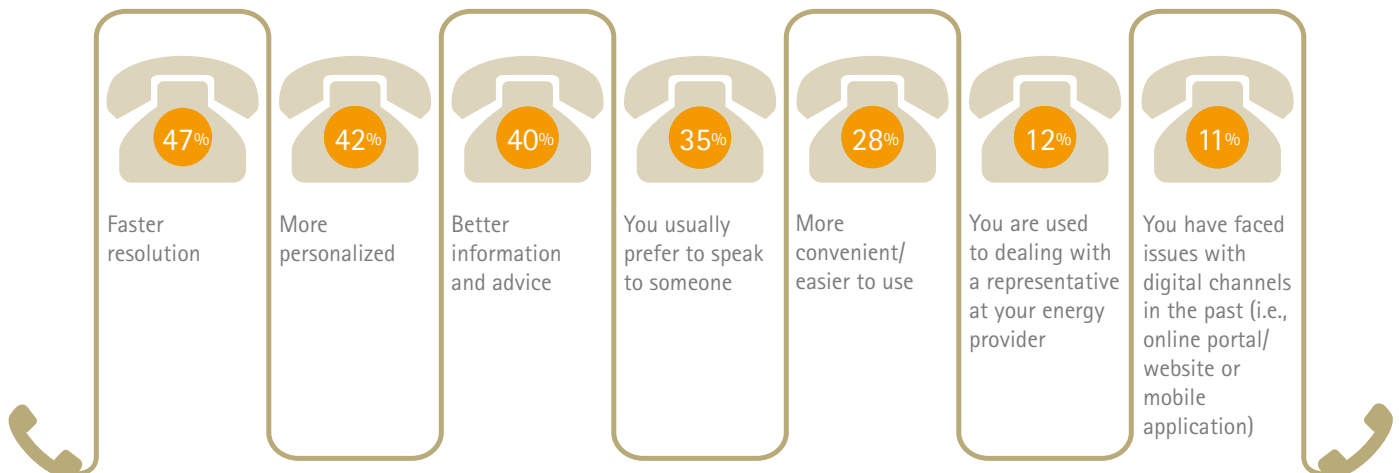 47%
Faster
resolution
42%
More
personalized
40%
Better
information
and advice
35%
You usually
prefer to speak
to someone
28%
More
convenient/
easier to use
12%
You are used
to dealing with
a representative
at your energy
provider
11%
You have faced
issues with
digital channels
in the past (i.e.,
online portal/
website or
mobile
application)